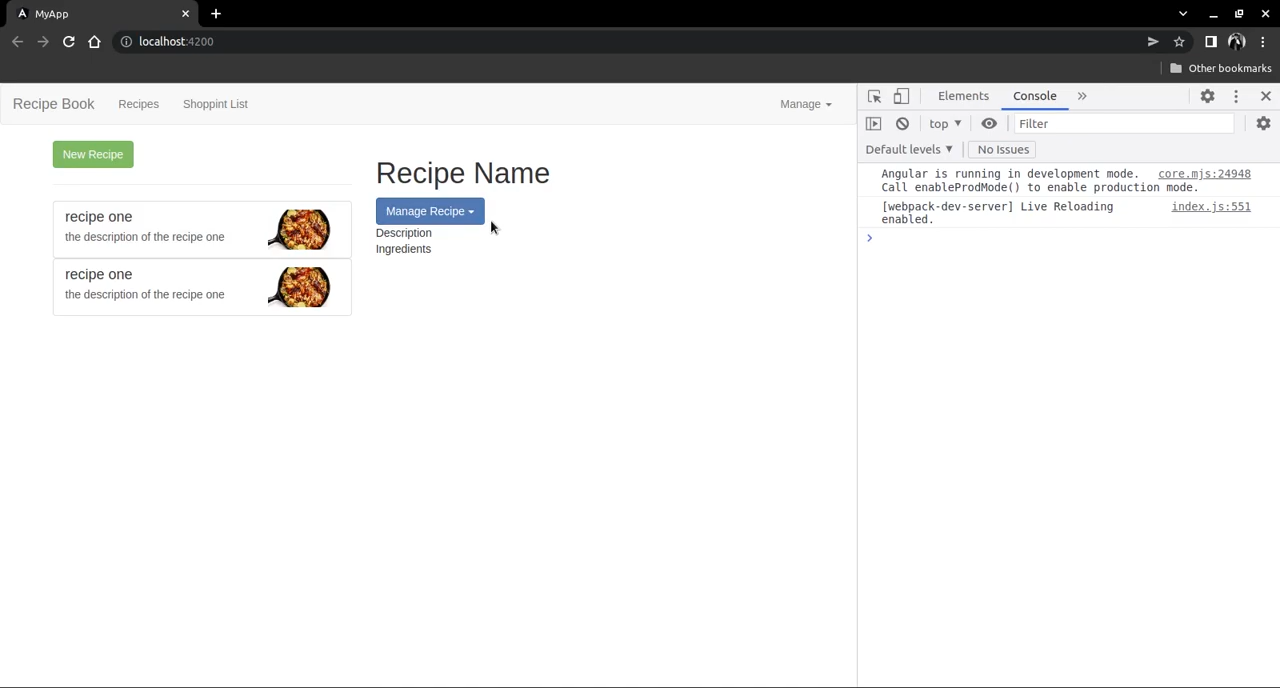 MyApp
localhost:4200
Other bookmarks
Recipe Book Recipes Shoppint List Manage
New Recipe
recipe one
the description of the recipe one
recipe one
the description of the recipe one
Recipe Name
Manage Recipe
Description
Ingredients
Elements Console
top Filter
Default levels No Issues
Angular is running in development mode. core.mjs:24948
Call enableProdMode() to enable production mode.
[webpack-dev-server] Live Reloading index.js:551
enabled.